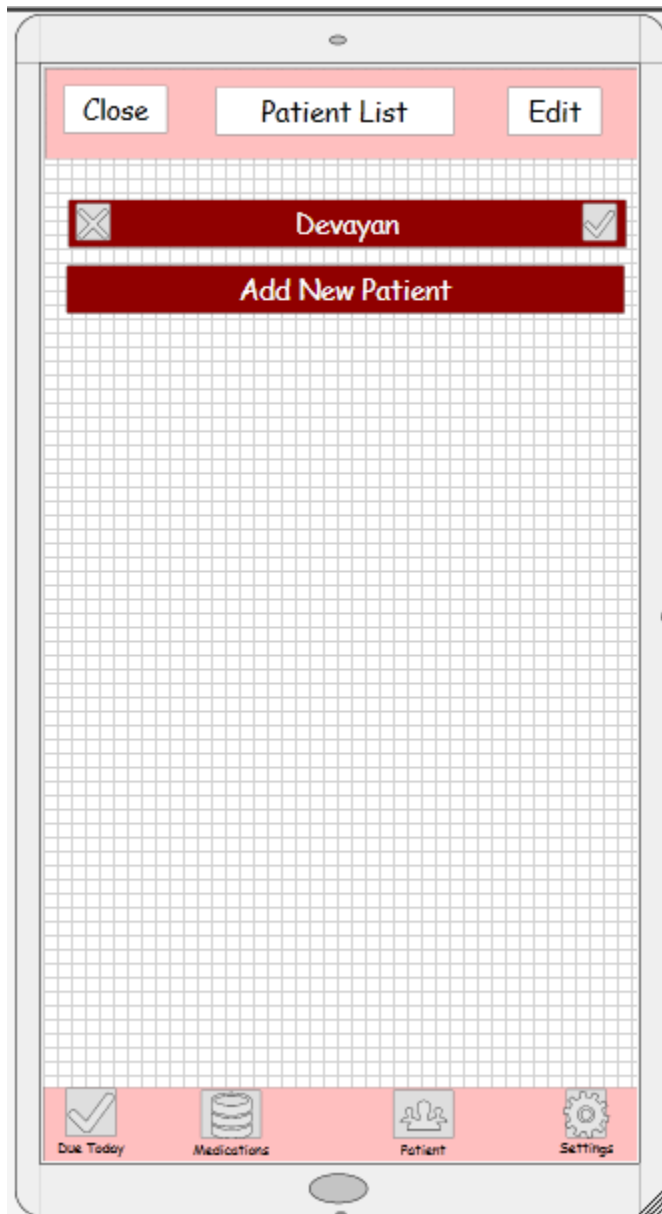 Close Patient List Edit
Devayan
Add New Patient
Due Today Medications Patient Settings